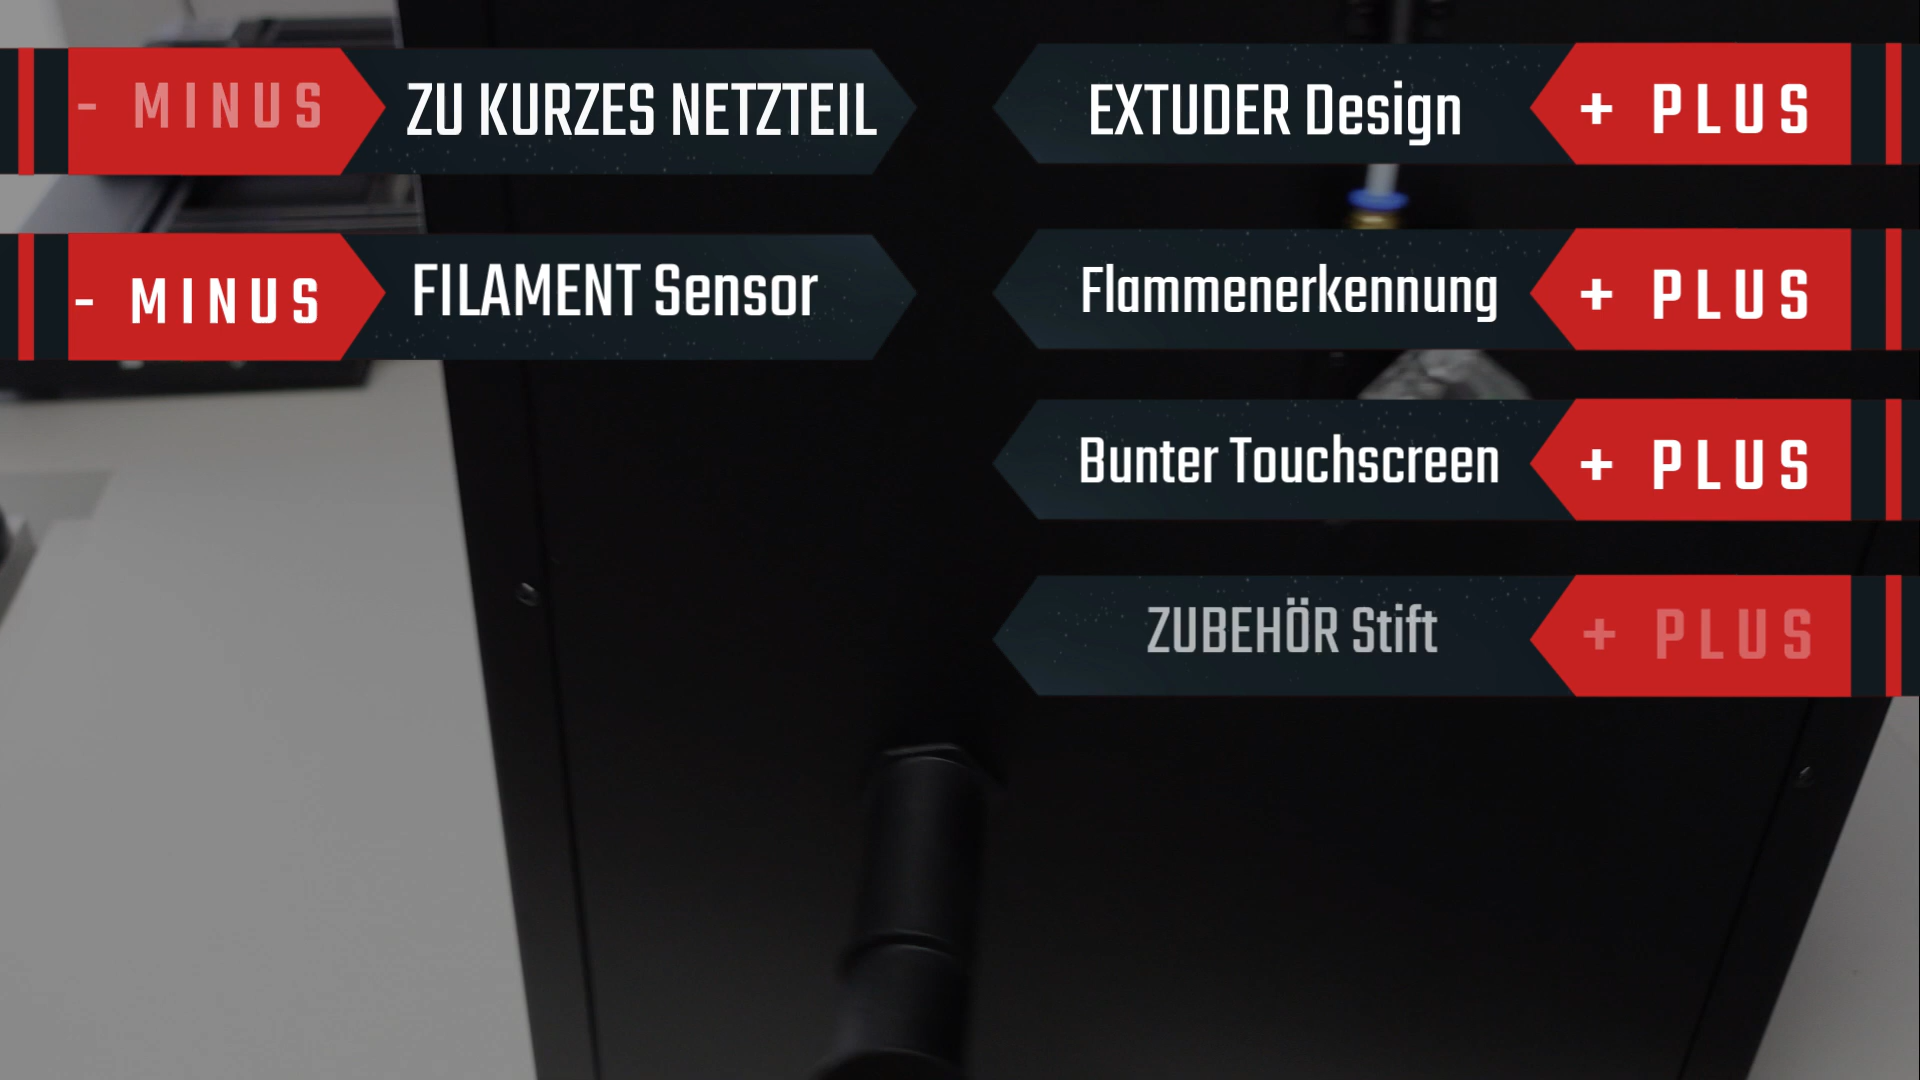 - MINUS ZU KURZES NETZTEIL
EXTUDER Design + PLUS
- MINUS FILAMENT Sensor
Flammenerkennung + PLUS
Bunter Touchscreen + PLUS
ZUBEHÖR Stift + PLUS